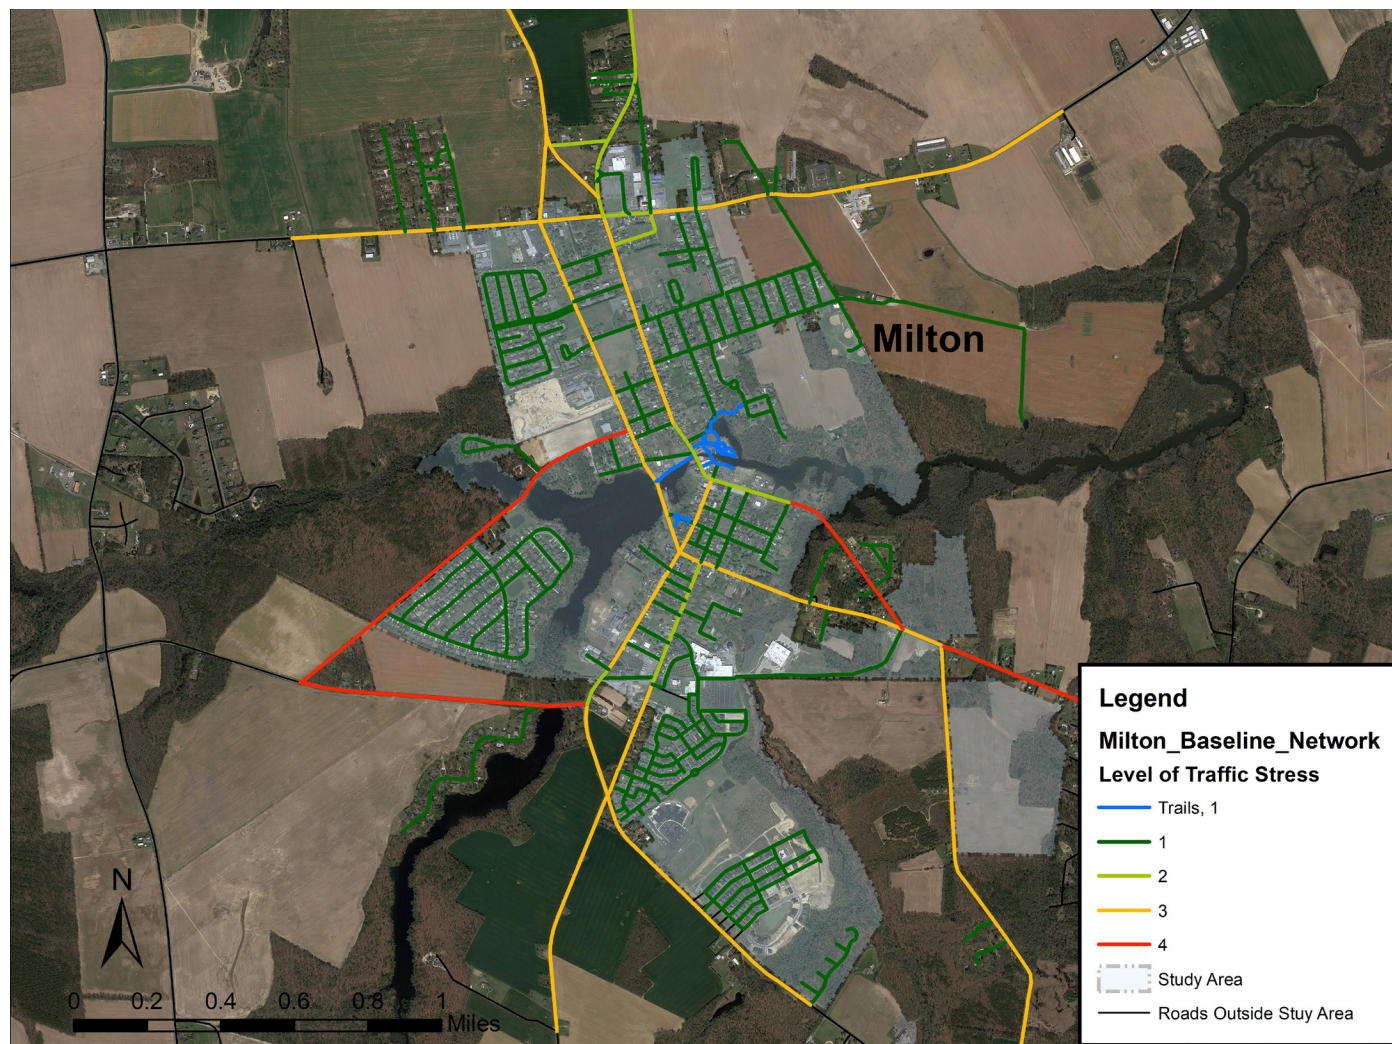 Milton
Legend
Milton_Baseline_Network
Level of Traffic Stress
Trails, 1
1
2
3
4
Study Area
Roads Outside Stuy Area
N
0 0.2 0.4 0.6 0.8 1
Miles